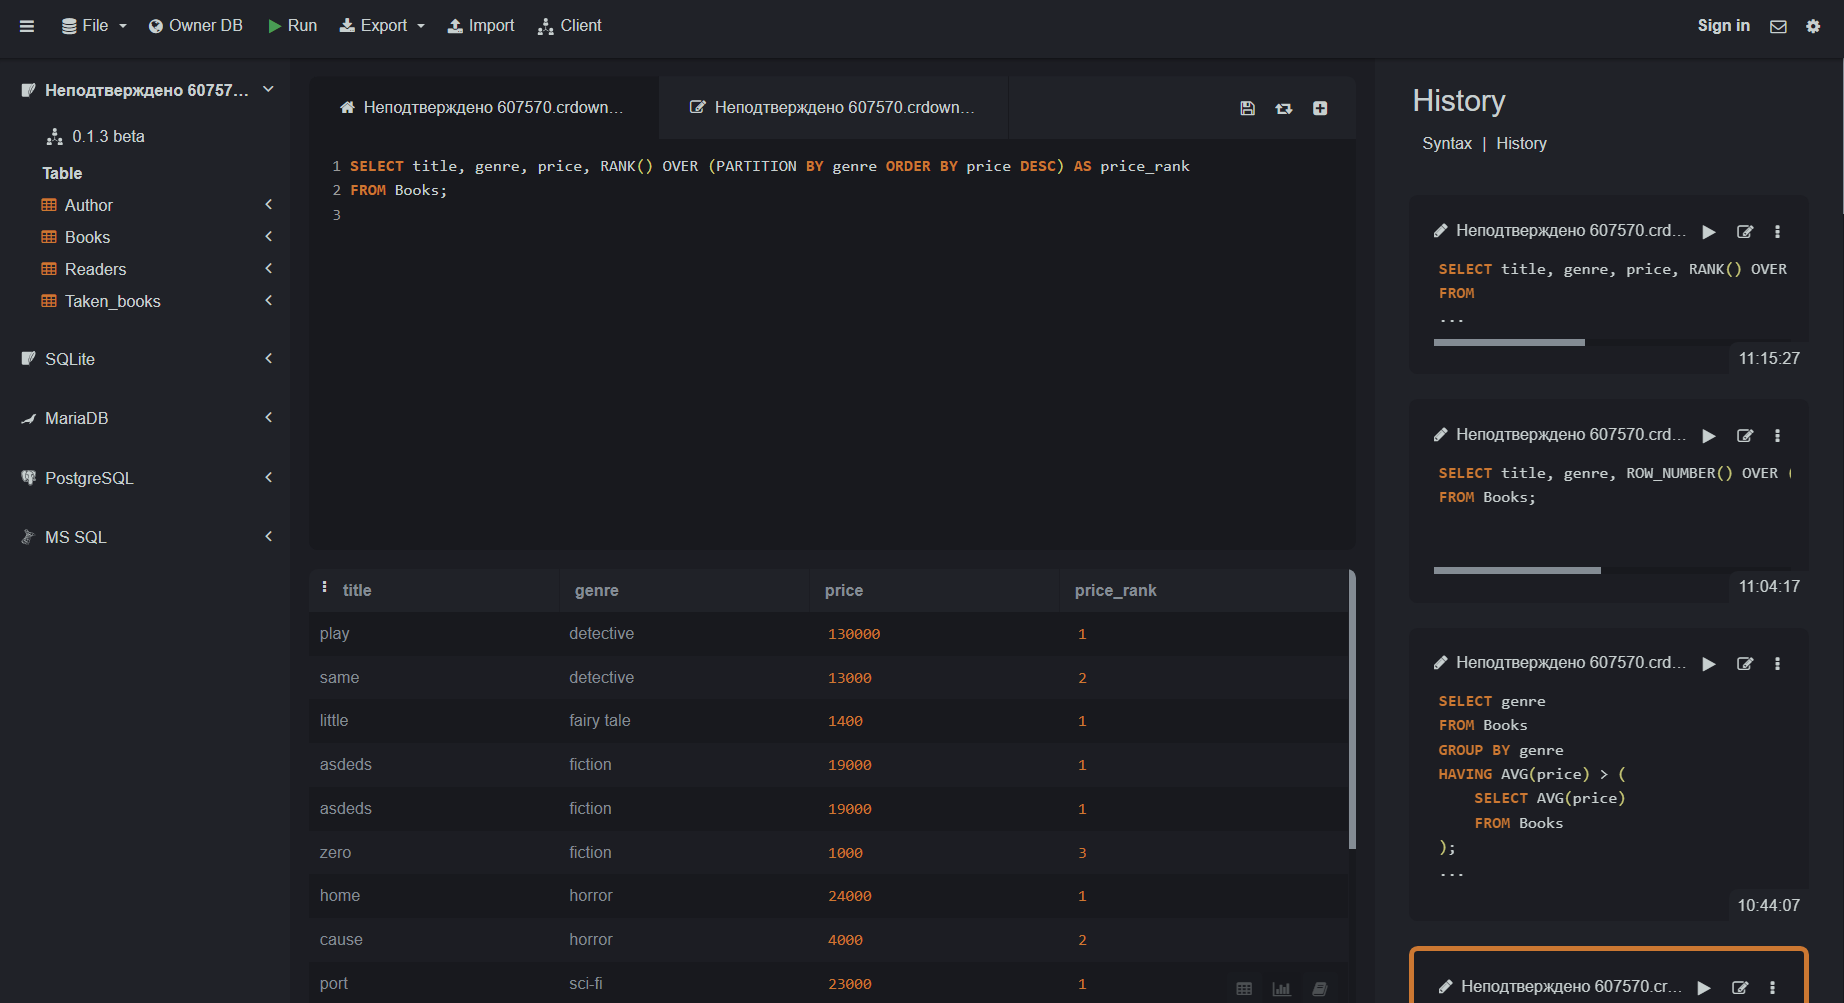 File Owner DB Run Export Import Client Sign in
Неподтверждено 60757...
0.1.3 beta
Table
Author
Books
Readers
Taken_books
SQLite
MariaDB
PostgreSQL
MS SQL
Неподтверждено 607570.crdown... Неподтверждено 607570.crdown...
1 SELECT title, genre, price, RANK() OVER (PARTITION BY genre ORDER BY price DESC) AS price_rank
2 FROM Books;
3
title genre price price_rank
play detective 130000 1
same detective 13000 2
little fairy tale 1400 1
asdeds fiction 19000 1
asdeds fiction 19000 1
zero fiction 1000 3
home horror 24000 1
cause horror 4000 2
port sci-fi 23000 1
History
Syntax | History
Неподтверждено 607570.crd...
SELECT title, genre, price, RANK() OVER
FROM
...
11:15:27
Неподтверждено 607570.crd...
SELECT title, genre, ROW_NUMBER() OVER (
FROM Books;
11:04:17
Неподтверждено 607570.crd...
SELECT genre
FROM Books
GROUP BY genre
HAVING AVG(price) > (
SELECT AVG(price)
FROM Books
);
...
10:44:07
Неподтверждено 607570.cr...